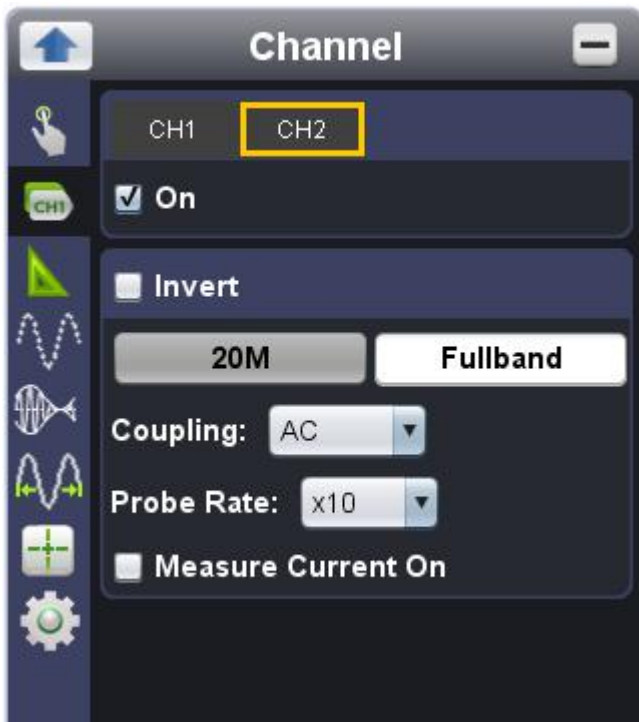 Channel
CH1 CH2
CH1
On
Invert
20M Fullband
Coupling: AC
Probe Rate: x10
Measure Current On